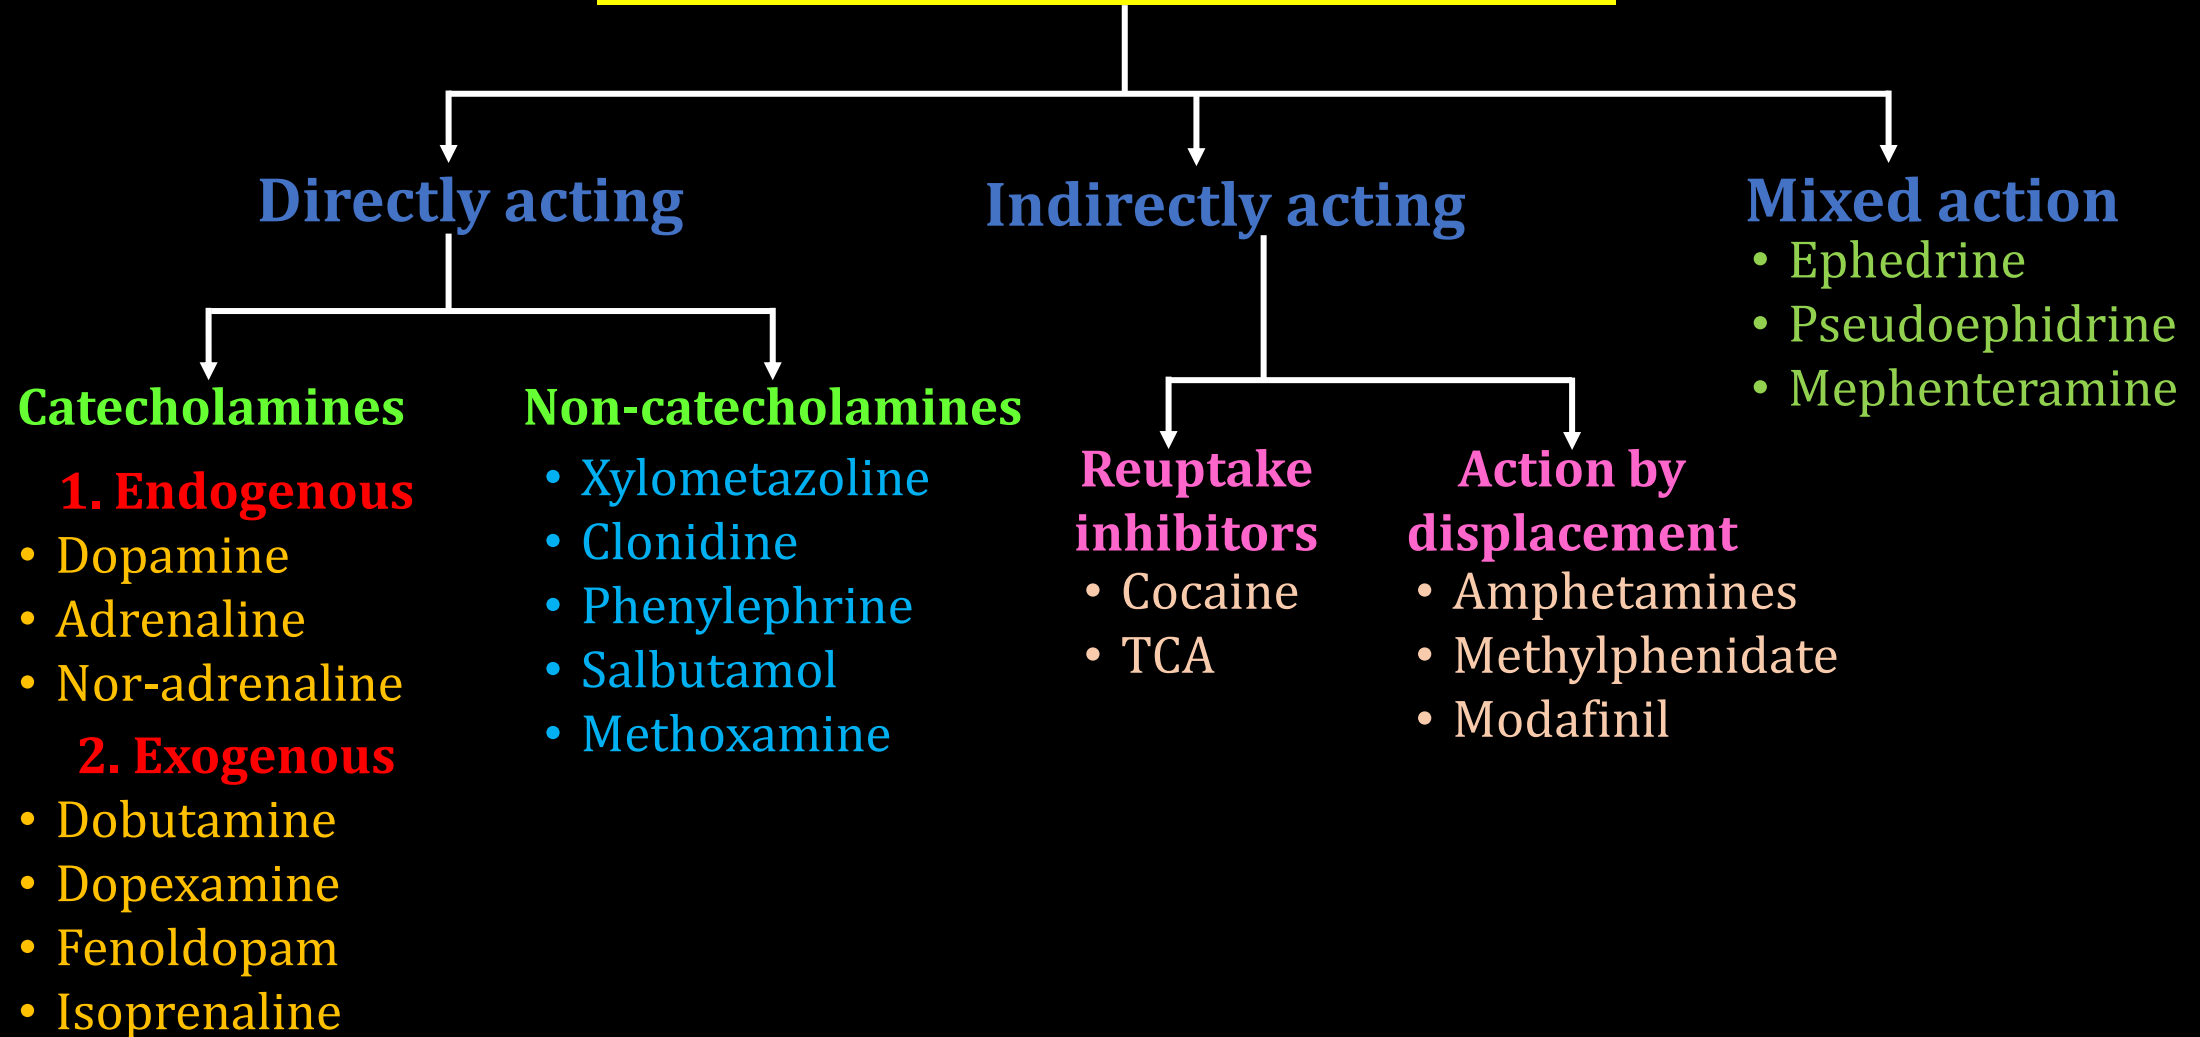 Directly acting
Catecholamines
1. Endogenous
• Dopamine
• Adrenaline
• Nor-adrenaline
2. Exogenous
• Dobutamine
• Dopexamine
• Fenoldopam
• Isoprenaline
Non-catecholamines
• Xylometazoline
• Clonidine
• Phenylephrine
• Salbutamol
• Methoxamine
Indirectly acting
Reuptake
inhibitors
• Cocaine
• TCA
Action by
displacement
• Amphetamines
• Methylphenidate
• Modafinil
Mixed action
• Ephedrine
• Pseudoephidrine
• Mephenteramine